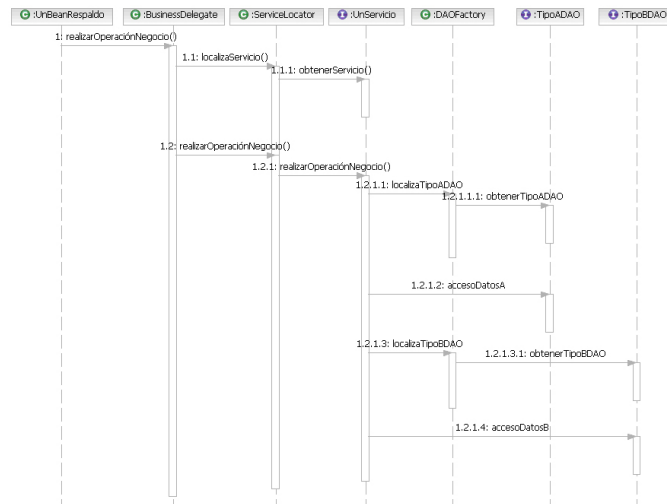 C :UnBeanRespaldo
C :BusinessDelegate
C :ServiceLocator
I :UnServicio
C :DAOFactory
I :TipoADAO
I :TipoBDAO
1: realizarOperaciónNegocio()
1.1: localizaServicio()
1.1.1: obtenerServicio()
1.2: realizarOperaciónNegocio()
1.2.1: realizarOperaciónNegocio()
1.2.1.1: localizaTipoADAO
1.2.1.1.1: obtenerTipoADAO
1.2.1.2: accesoDatosA
1.2.1.3: localizaTipoBDAO
1.2.1.3.1: obtenerTipoBDAO
1.2.1.4: accesoDatosB